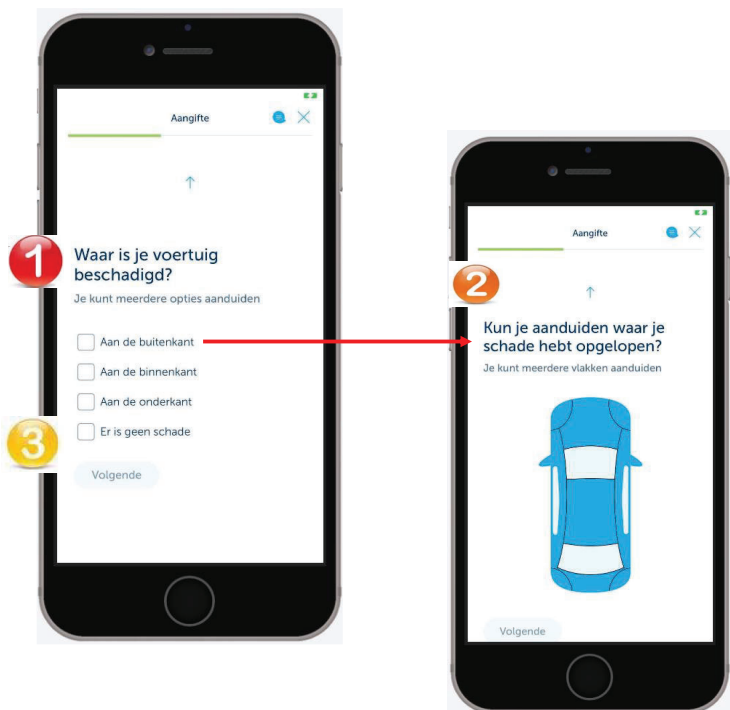 Aangifte
1
Waar is je voertuig
beschadigd?
Je kunt meerdere opties aanduiden
Aan de buitenkant
Aan de binnenkant
Aan de onderkant
3
Er is geen schade
Volgende
Aangifte
2
Kun je aanduiden waar je
schade hebt opgelopen?
Je kunt meerdere vlakken aanduiden
Volgende